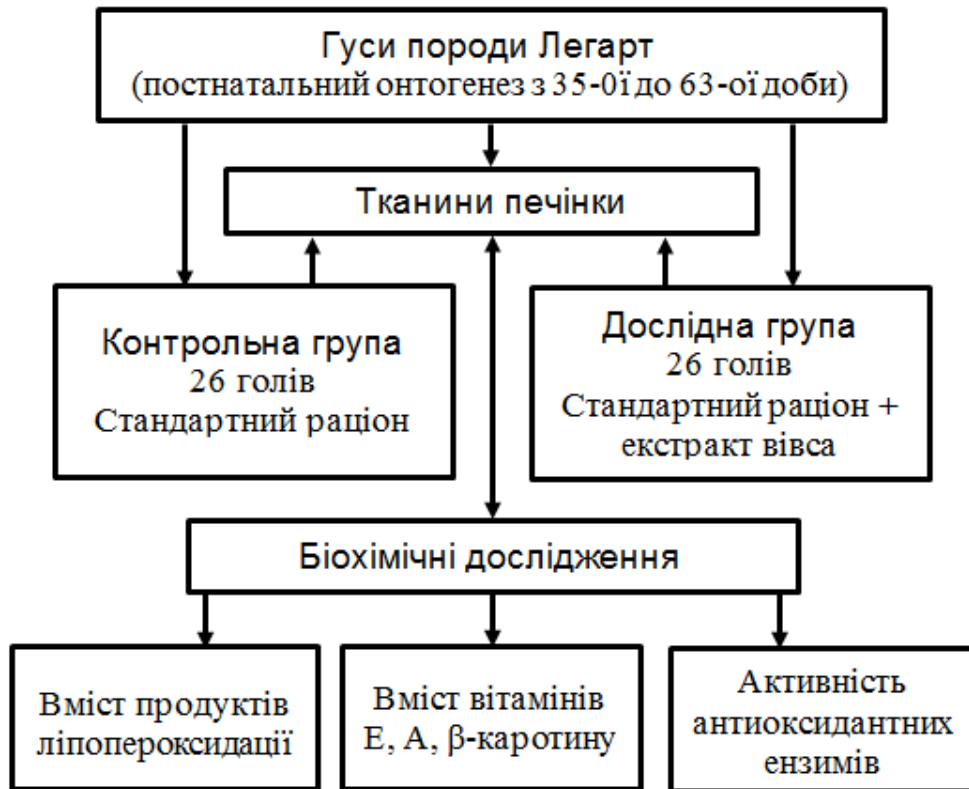 Гуси породи Легарт
(постнатальний онтогенез з 35-0ї до 63-ої доби)
Тканини печінки
Контрольна група
26 голів
Стандартний раціон
Дослідна група
26 голів
Стандартний раціон +
екстракт вівса
Біохімічні дослідження
Вміст продуктів
ліпопероксидації
Вміст вітамінів
Е, А, β-каротину
Активність
антиоксидантних
ензимів